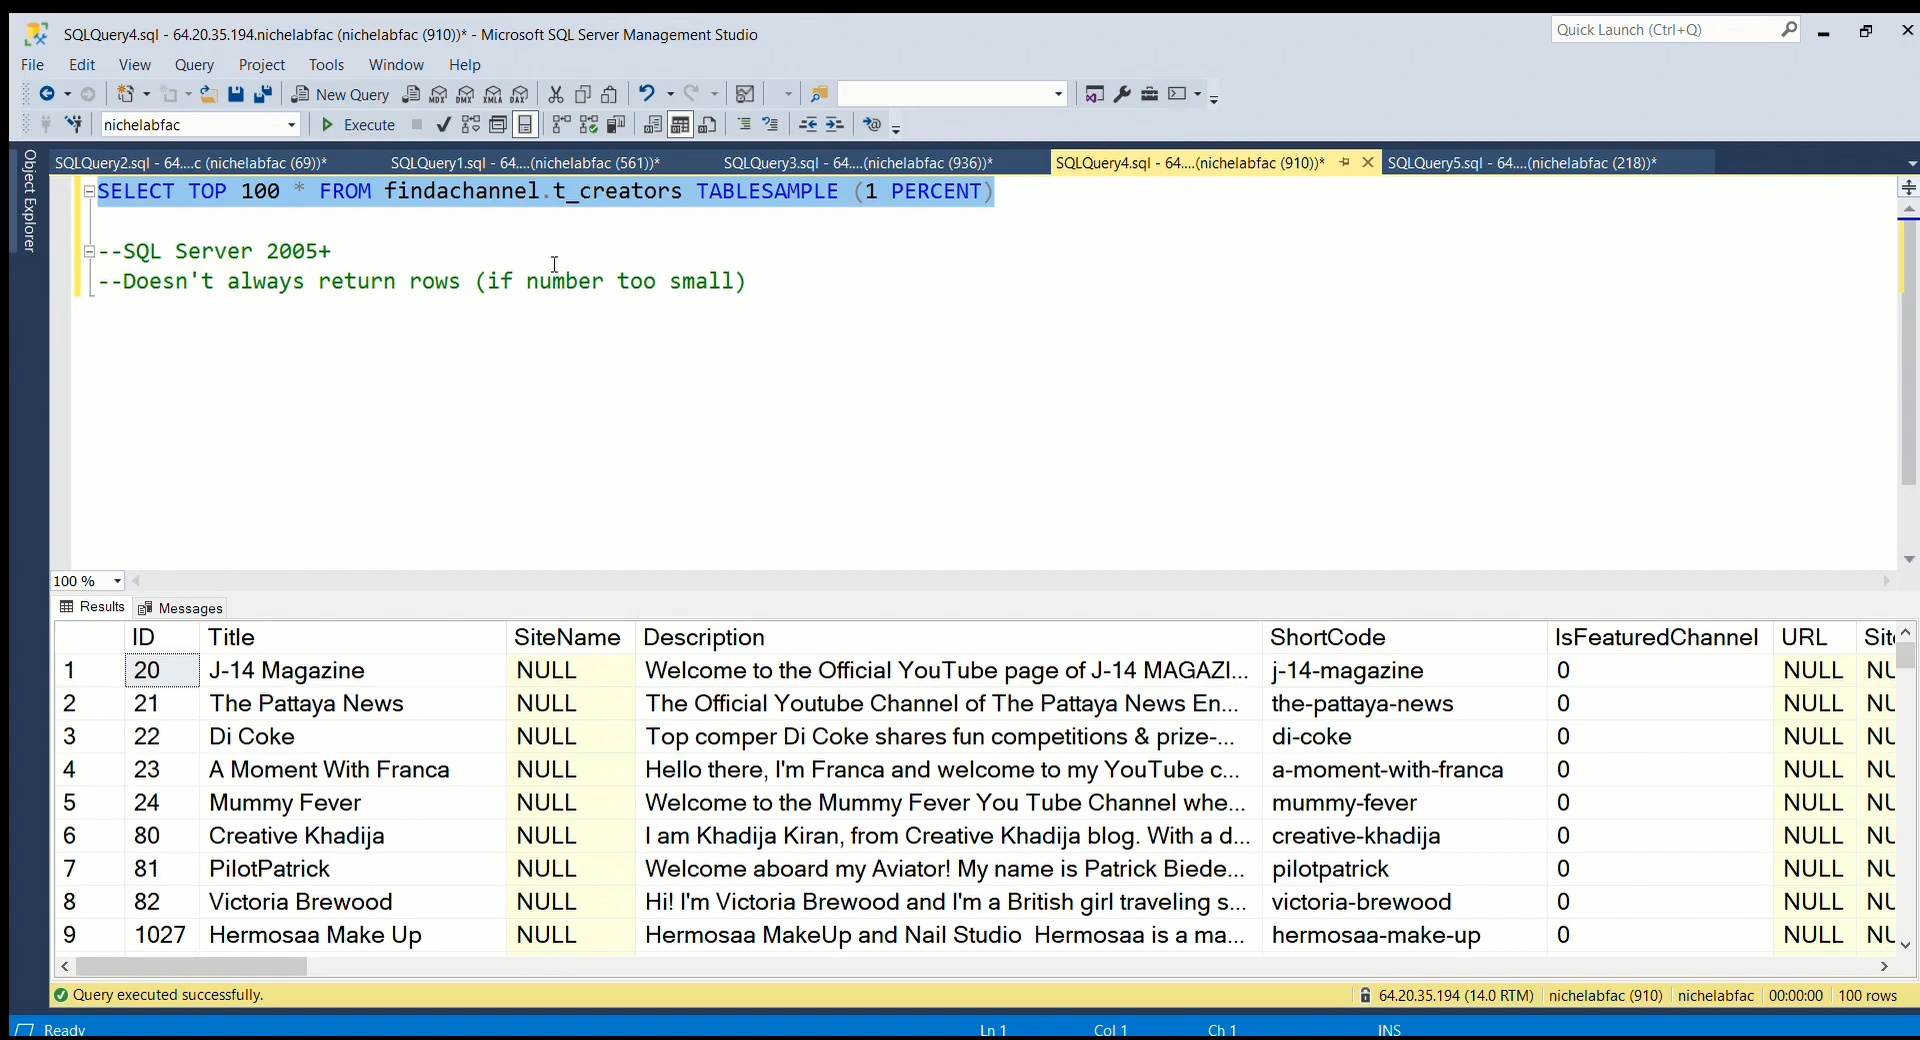 SQLQuery4.sql - 64.20.35.194.nichelabfac (nichelabfac (910))* - Microsoft SQL Server Management Studio
Quick Launch (Ctrl+Q)
File Edit View Query Project Tools Window Help
New Query MDX DMX XMLA DAX
nichelabfac Execute
Object Explorer
SQLQuery2.sql - 64....c (nichelabfac (69))* SQLQuery1.sql - 64....(nichelabfac (561))* SQLQuery3.sql - 64....(nichelabfac (936))* SQLQuery4.sql - 64....(nichelabfac (910))* SQLQuery5.sql - 64....(nichelabfac (218))*
SELECT TOP 100 * FROM findachannel.t_creators TABLESAMPLE (1 PERCENT)
--SQL Server 2005+
--Doesn't always return rows (if number too small)
100 %
Results Messages
ID Title SiteName Description ShortCode IsFeaturedChannel URL Sit
1 20 J-14 Magazine NULL Welcome to the Official YouTube page of J-14 MAGAZI... j-14-magazine 0 NULL NU
2 21 The Pattaya News NULL The Official Youtube Channel of The Pattaya News En... the-pattaya-news 0 NULL NU
3 22 Di Coke NULL Top comper Di Coke shares fun competitions & prize-... di-coke 0 NULL NU
4 23 A Moment With Franca NULL Hello there, I'm Franca and welcome to my YouTube c... a-moment-with-franca 0 NULL NU
5 24 Mummy Fever NULL Welcome to the Mummy Fever You Tube Channel whe... mummy-fever 0 NULL NU
6 80 Creative Khadija NULL I am Khadija Kiran, from Creative Khadija blog. With a d... creative-khadija 0 NULL NU
7 81 PilotPatrick NULL Welcome aboard my Aviator! My name is Patrick Biede... pilotpatrick 0 NULL NU
8 82 Victoria Brewood NULL Hi! I'm Victoria Brewood and I'm a British girl traveling s... victoria-brewood 0 NULL NU
9 1027 Hermosaa Make Up NULL Hermosaa MakeUp and Nail Studio Hermosaa is a ma... hermosaa-make-up 0 NULL NU
Query executed successfully. 64.20.35.194 (14.0 RTM) nichelabfac (910) nichelabfac 00:00:00 100 rows
Ready Ln 1 Col 1 Ch 1 INS